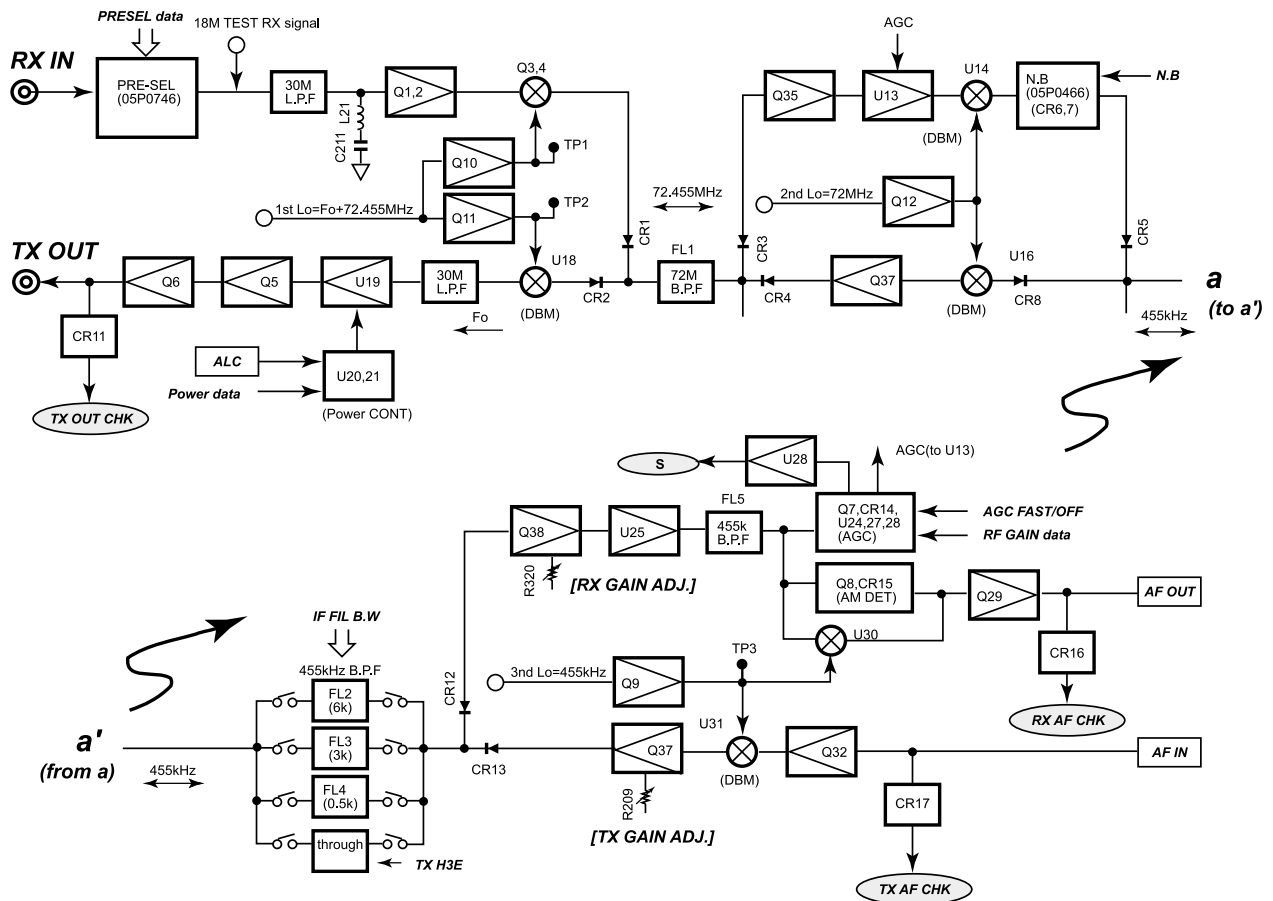 PRESEL data
18M TEST RX signal
AGC
RX IN
PRE-SEL
(05P0746)
30M
L.P.F
L21
C211
Q1,2
Q3,4
Q35
U13
U14
(DBM)
N.B
(05P0466)
(CR6,7)
N.B
Q10
TP1
1st Lo=Fo+72.455MHz
Q11
TP2
CR1
72.455MHz
2nd Lo=72MHz
Q12
CR3
CR5
TX OUT
Q6
Q5
U19
30M
L.P.F
U18
(DBM)
CR2
FL1
72M
B.P.F
CR4
Q37
U16
(DBM)
CR8
a
(to a')
455kHz
Fo
CR11
ALC
Power data
U20,21
(Power CONT)
TX OUT CHK
S
U28
AGC(to U13)
Q38
R320
U25
FL5
455k
B.P.F
Q7,CR14,
U24,27,28
(AGC)
AGC FAST/OFF
RF GAIN data
[RX GAIN ADJ.]
Q8,CR15
(AM DET)
Q29
AF OUT
U30
CR16
RX AF CHK
IF FIL B.W
455kHz B.P.F
CR12
3nd Lo=455kHz
Q9
TP3
FL2
(6k)
a'
(from a)
455kHz
FL3
(3k)
CR13
Q37
R209
U31
(DBM)
Q32
AF IN
FL4
(0.5k)
CR17
[TX GAIN ADJ.]
through
TX H3E
TX AF CHK